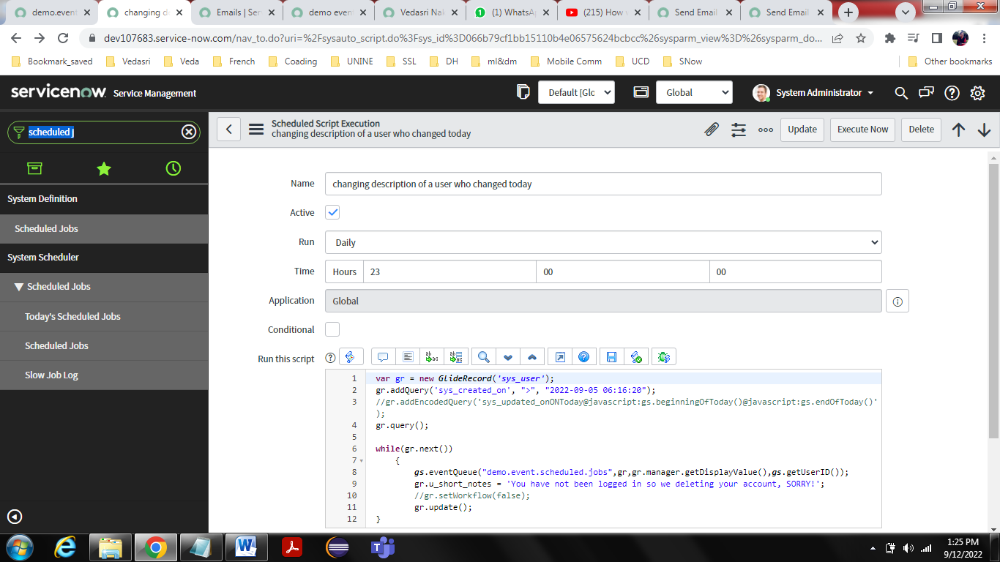 demo.event
changing d
Emails | Ser
demo even
Vedasri Nal
(1) WhatsA
(215) How v
Send Email
Send Email
dev107683.service-now.com/nav_to.do?uri=%2Fsysauto_script.do%3Fsys_id%3D066b79cf1bb15110b4e06575624bcbcc%26sysparm_view%3D%26sysparm_do...
Bookmark_saved
Vedasri
Veda
French
Coading
UNINE
SSL
DH
ml&dm
Mobile Comm
UCD
SNow
Other bookmarks
servicenow Service Management
Default [Glc
Global
System Administrator
scheduled j
Scheduled Script Execution
changing description of a user who changed today
Update
Execute Now
Delete
System Definition
Scheduled Jobs
System Scheduler
Scheduled Jobs
Today's Scheduled Jobs
Scheduled Jobs
Slow Job Log
Name changing description of a user who changed today
Active
Run Daily
Time Hours 23 00 00
Application Global
Conditional
Run this script
1 var gr = new GlideRecord('sys_user');
2 gr.addQuery('sys_created_on', ">", "2022-09-05 06:16:20");
3 //gr.addEncodedQuery('sys_updated_onONToday@javascript:gs.beginningOfToday()@javascript:gs.endOfToday()'
);
4 gr.query();
5
6 while(gr.next())
7 {
8 gs.eventQueue("demo.event.scheduled.jobs",gr,gr.manager.getDisplayValue(),gs.getUserID());
9 gr.u_short_notes = 'You have not been logged in so we deleting your account, SORRY!';
10 //gr.setWorkflow(false);
11 gr.update();
12 }
1:25 PM
9/12/2022